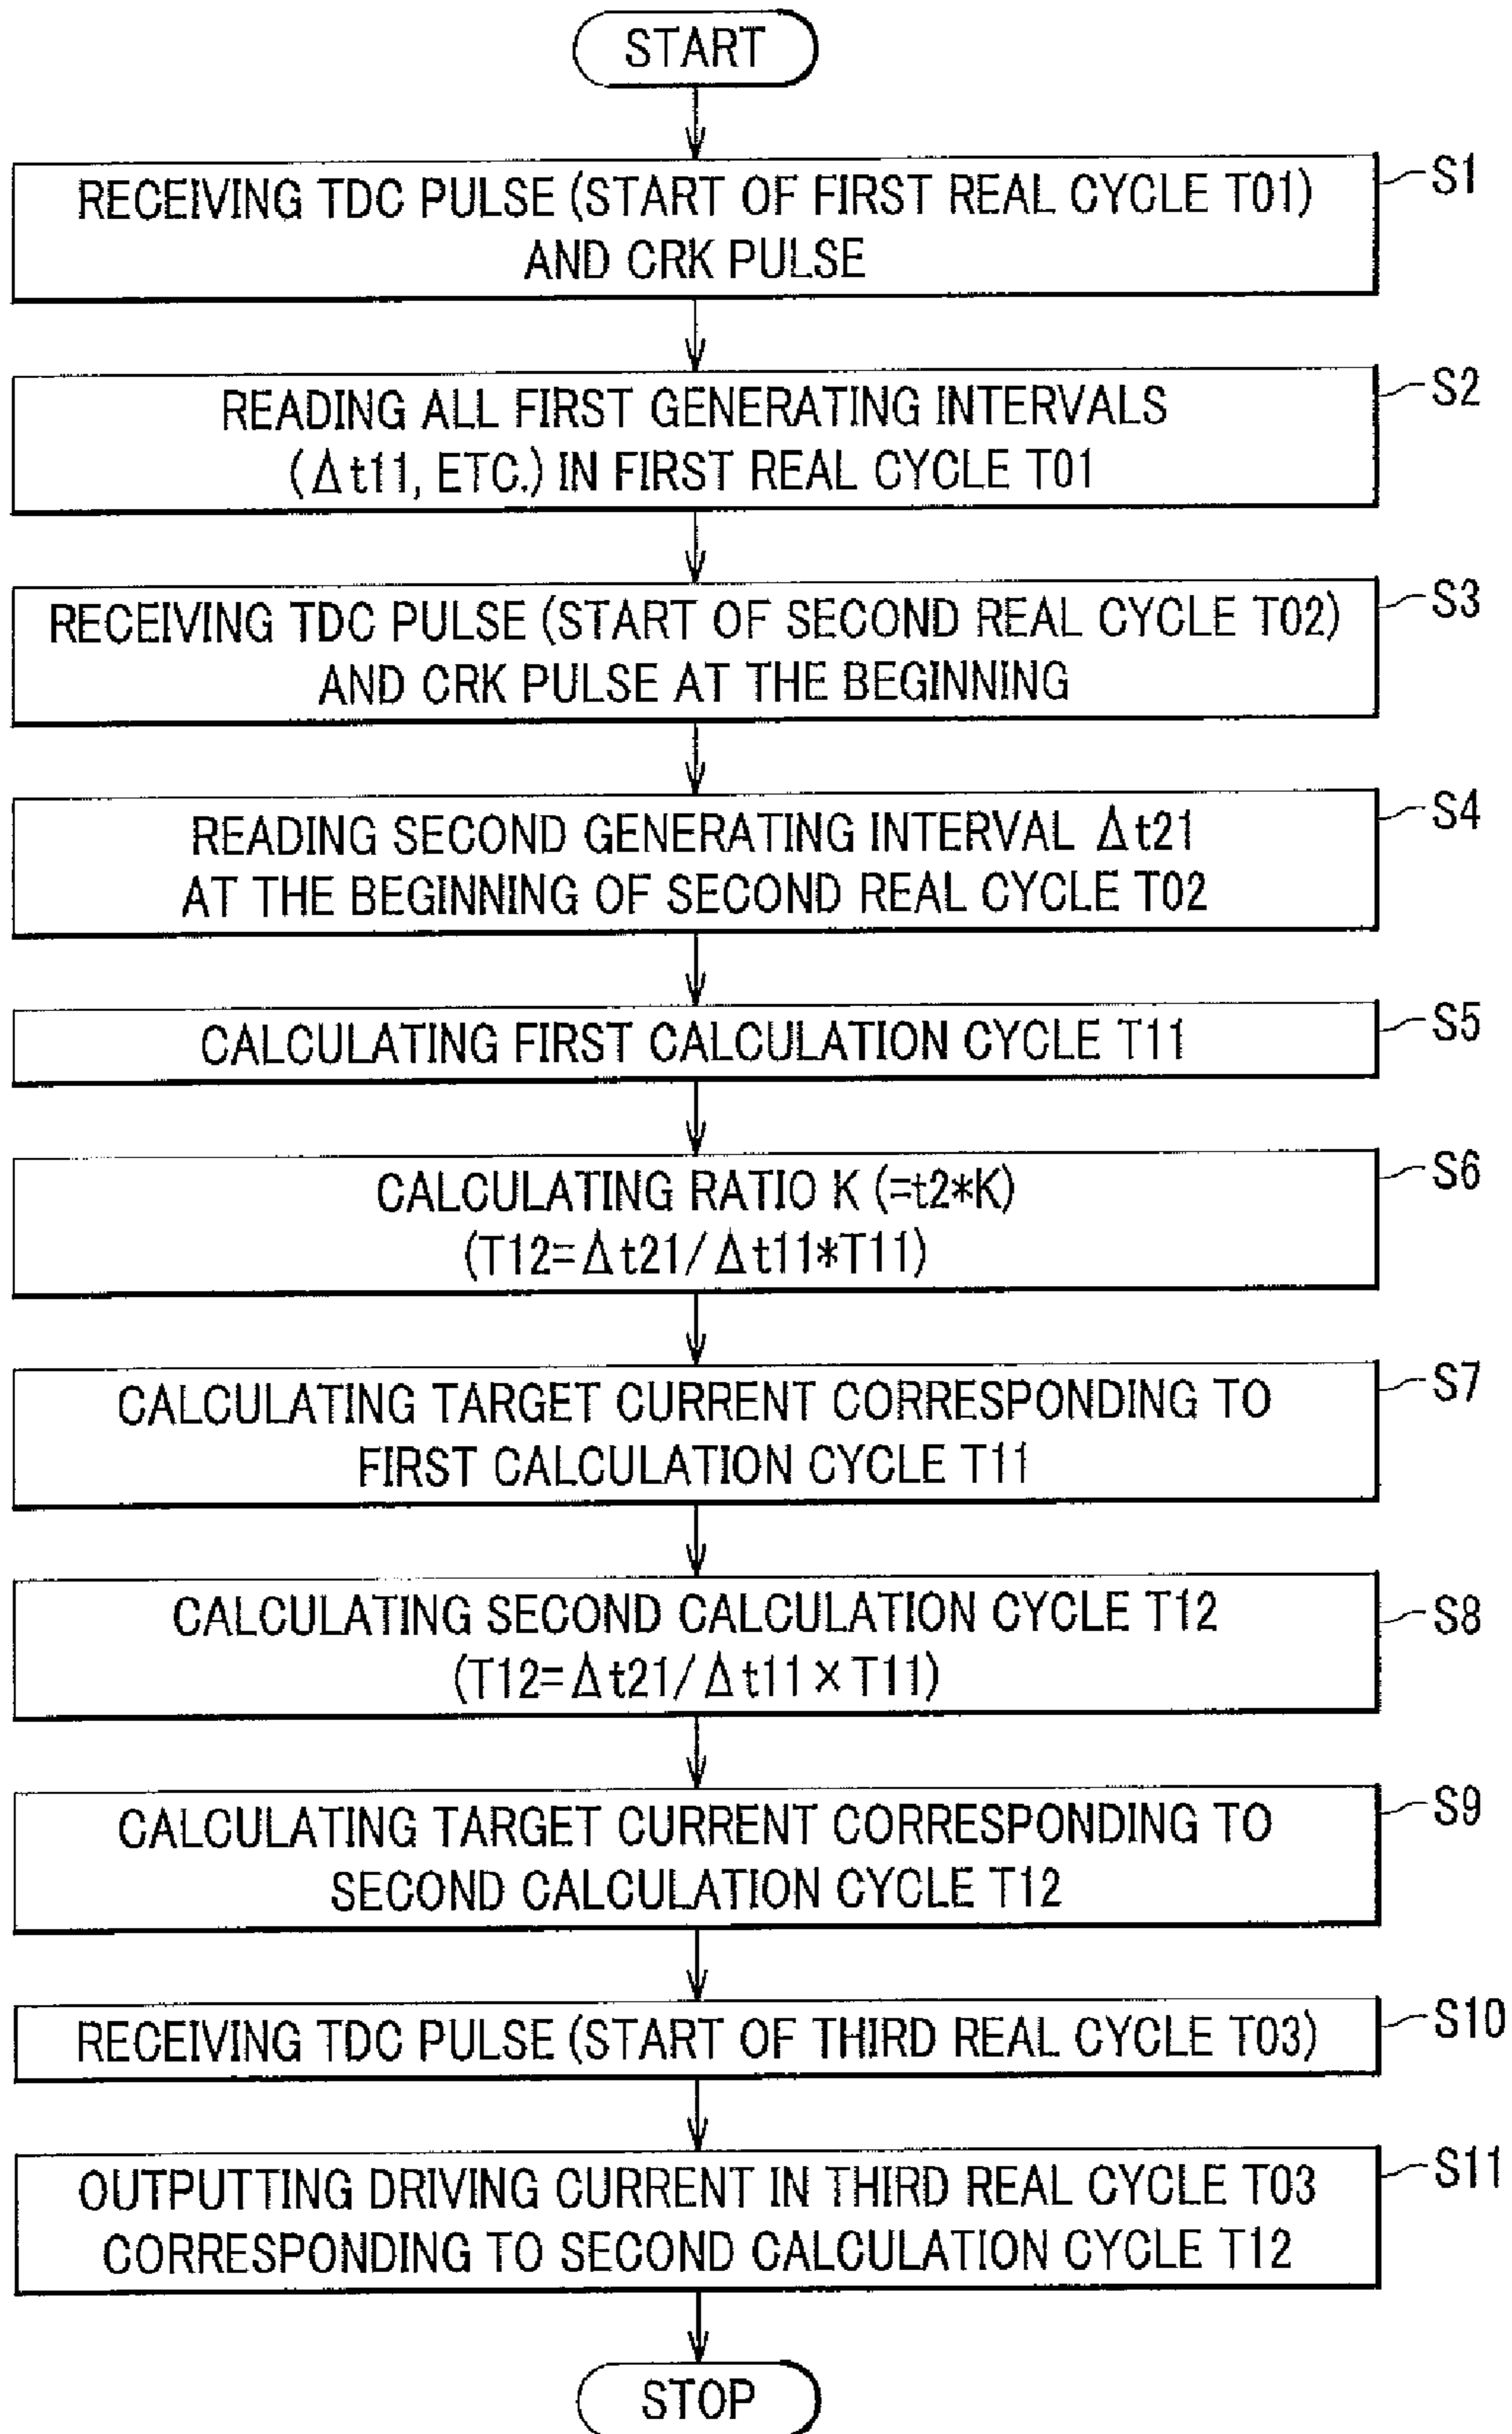 START
RECEIVING TDC PULSE (START OF FIRST REAL CYCLE T01)
AND CRK PULSE
S1
READING ALL FIRST GENERATING INTERVALS
(Δt11, ETC.) IN FIRST REAL CYCLE T01
S2
RECEIVING TDC PULSE (START OF SECOND REAL CYCLE T02)
AND CRK PULSE AT THE BEGINNING
S3
READING SECOND GENERATING INTERVAL Δt21
AT THE BEGINNING OF SECOND REAL CYCLE T02
S4
CALCULATING FIRST CALCULATION CYCLE T11
S5
CALCULATING RATIO K (=t2*K)
(T12=Δt21/Δt11*T11)
S6
CALCULATING TARGET CURRENT CORRESPONDING TO
FIRST CALCULATION CYCLE T11
S7
CALCULATING SECOND CALCULATION CYCLE T12
(T12=Δt21/Δt11×T11)
S8
CALCULATING TARGET CURRENT CORRESPONDING TO
SECOND CALCULATION CYCLE T12
S9
RECEIVING TDC PULSE (START OF THIRD REAL CYCLE T03)
S10
OUTPUTTING DRIVING CURRENT IN THIRD REAL CYCLE T03
CORRESPONDING TO SECOND CALCULATION CYCLE T12
S11
STOP